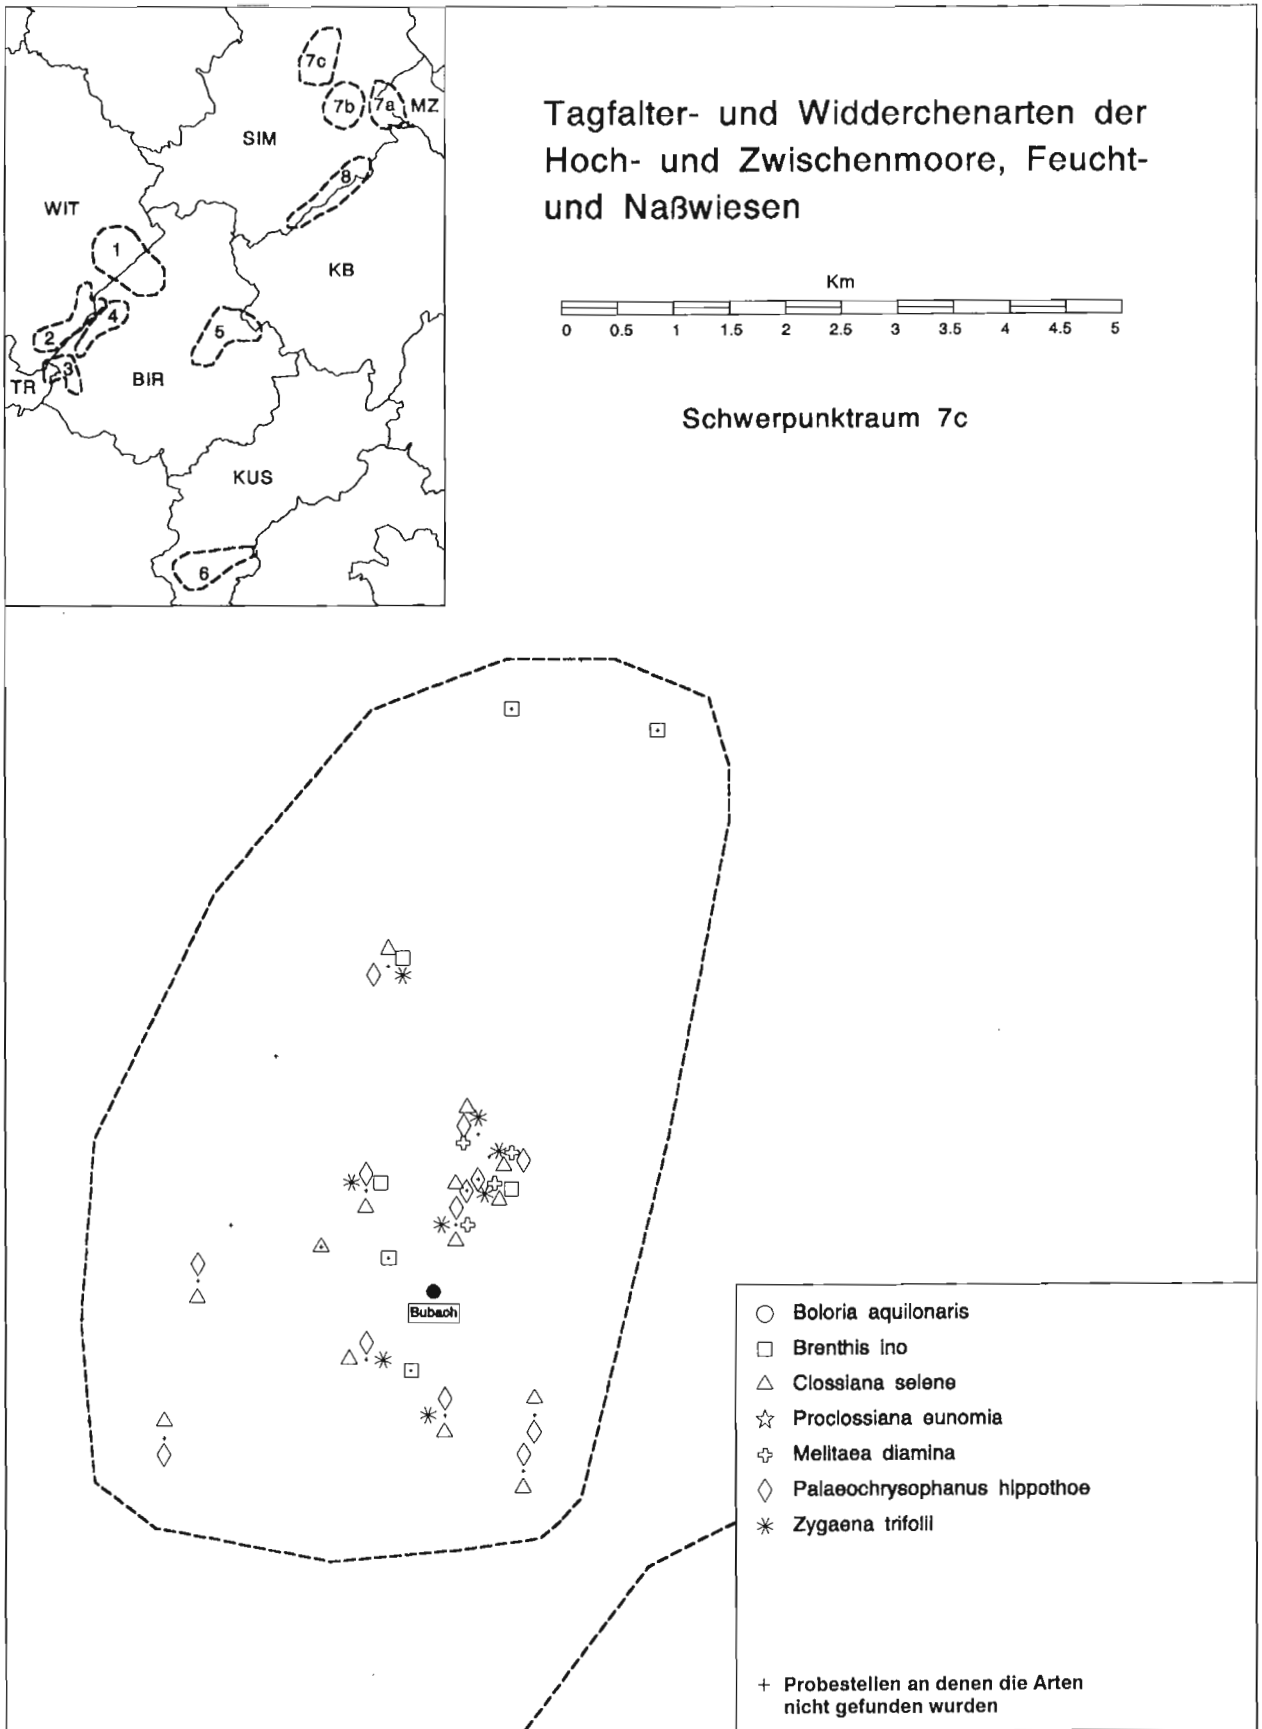 7c
7b
7a
MZ
SIM
8
WIT
1
KB
2
4
5
3
TR
BIR
KUS
6
Tagfalter- und Widderchenarten der
Hoch- und Zwischenmoore, Feucht-
und Naßwiesen
Km
0 0.5 1 1.5 2 2.5 3 3.5 4 4.5 5
Schwerpunktraum 7c
Bubach
Boloria aquilonaris
Brenthis ino
Clossiana selene
Proclossiana eunomia
Melitaea diamina
Palaeochrysophanus hippothoe
Zygaena trifolii
+ Probestellen an denen die Arten
nicht gefunden wurden